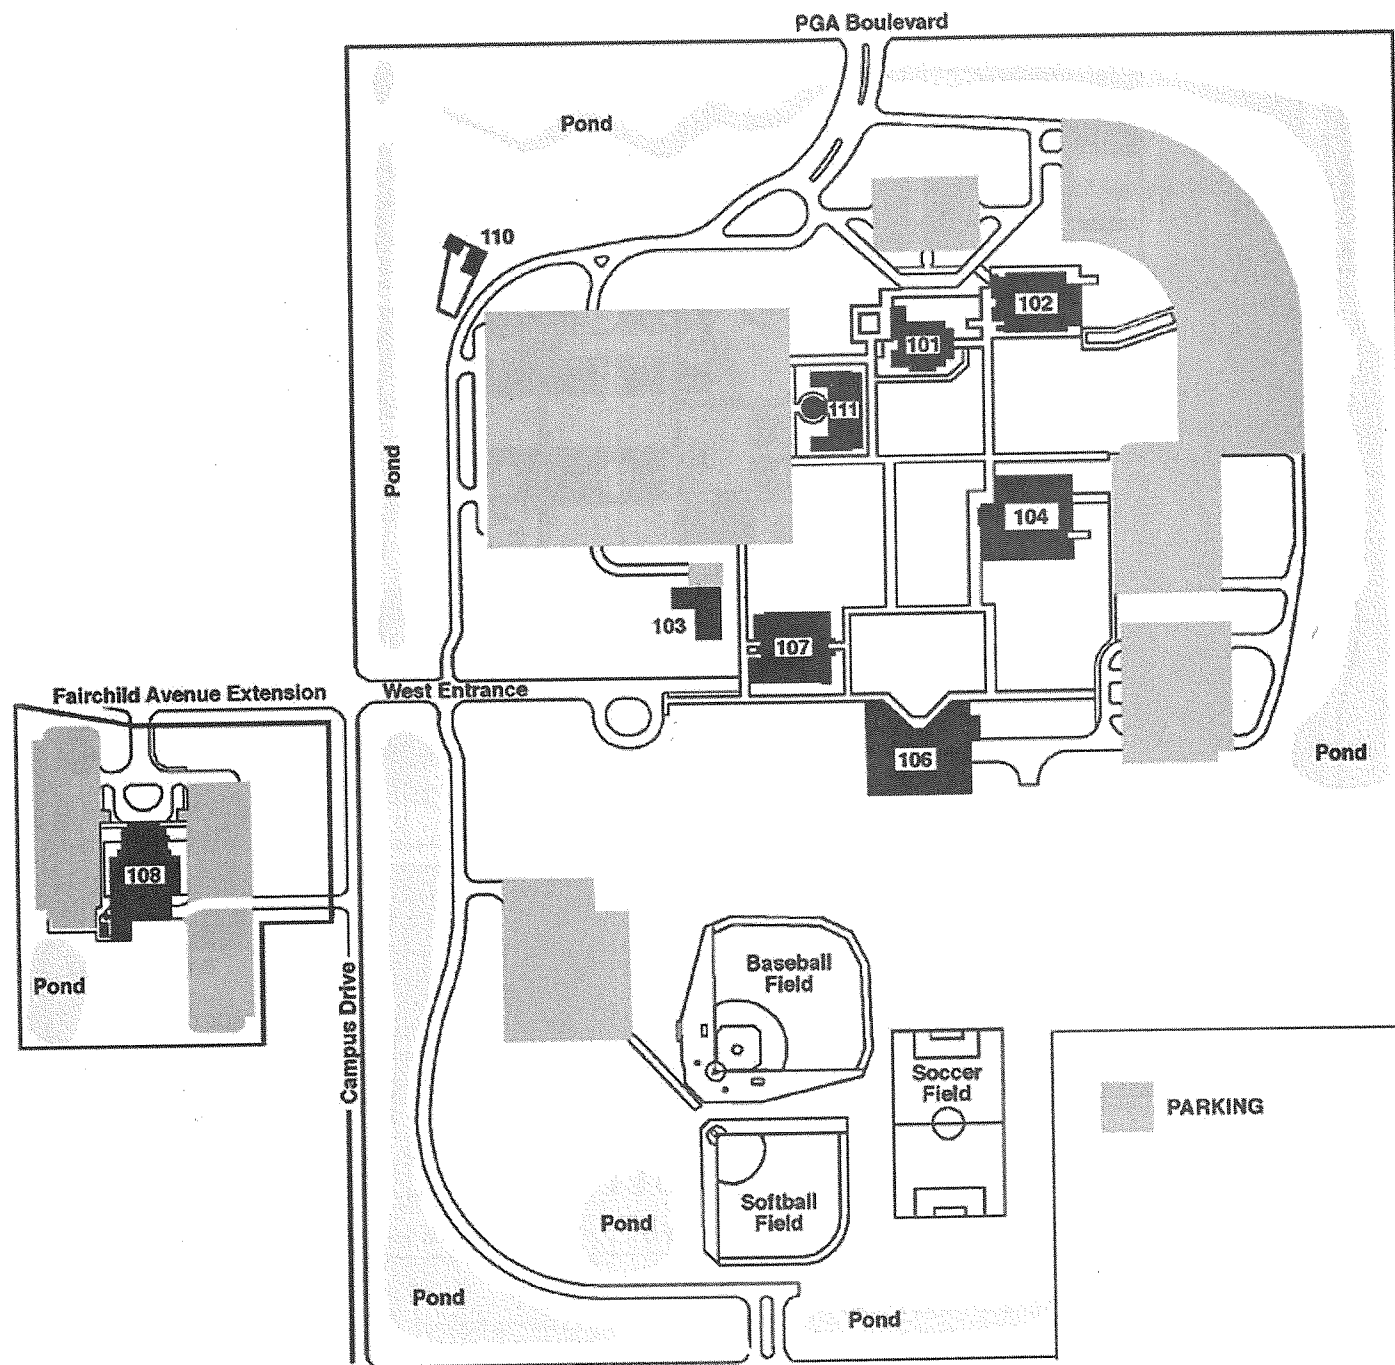 PGA Boulevard
Pond
110
102
101
111
Pond
104
103
107
Fairchild Avenue Extension
West Entrance
106
Pond
108
Baseball
Field
Pond
Campus Drive
Soccer
Field
PARKING
Softball
Field
Pond
Pond
Pond